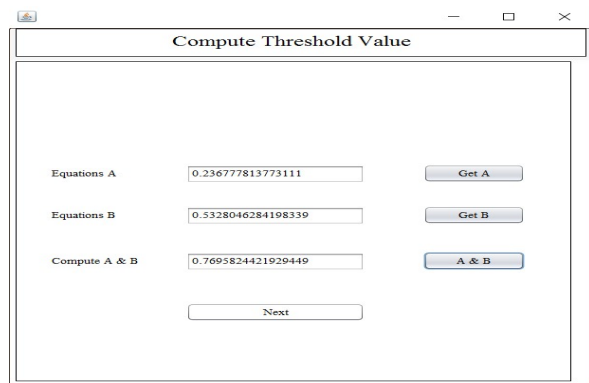 Compute Threshold Value
Equations A 0.236777813773111 Get A
Equations B 0.5328046284198339 Get B
Compute A & B 0.7695824421929449 A & B
Next